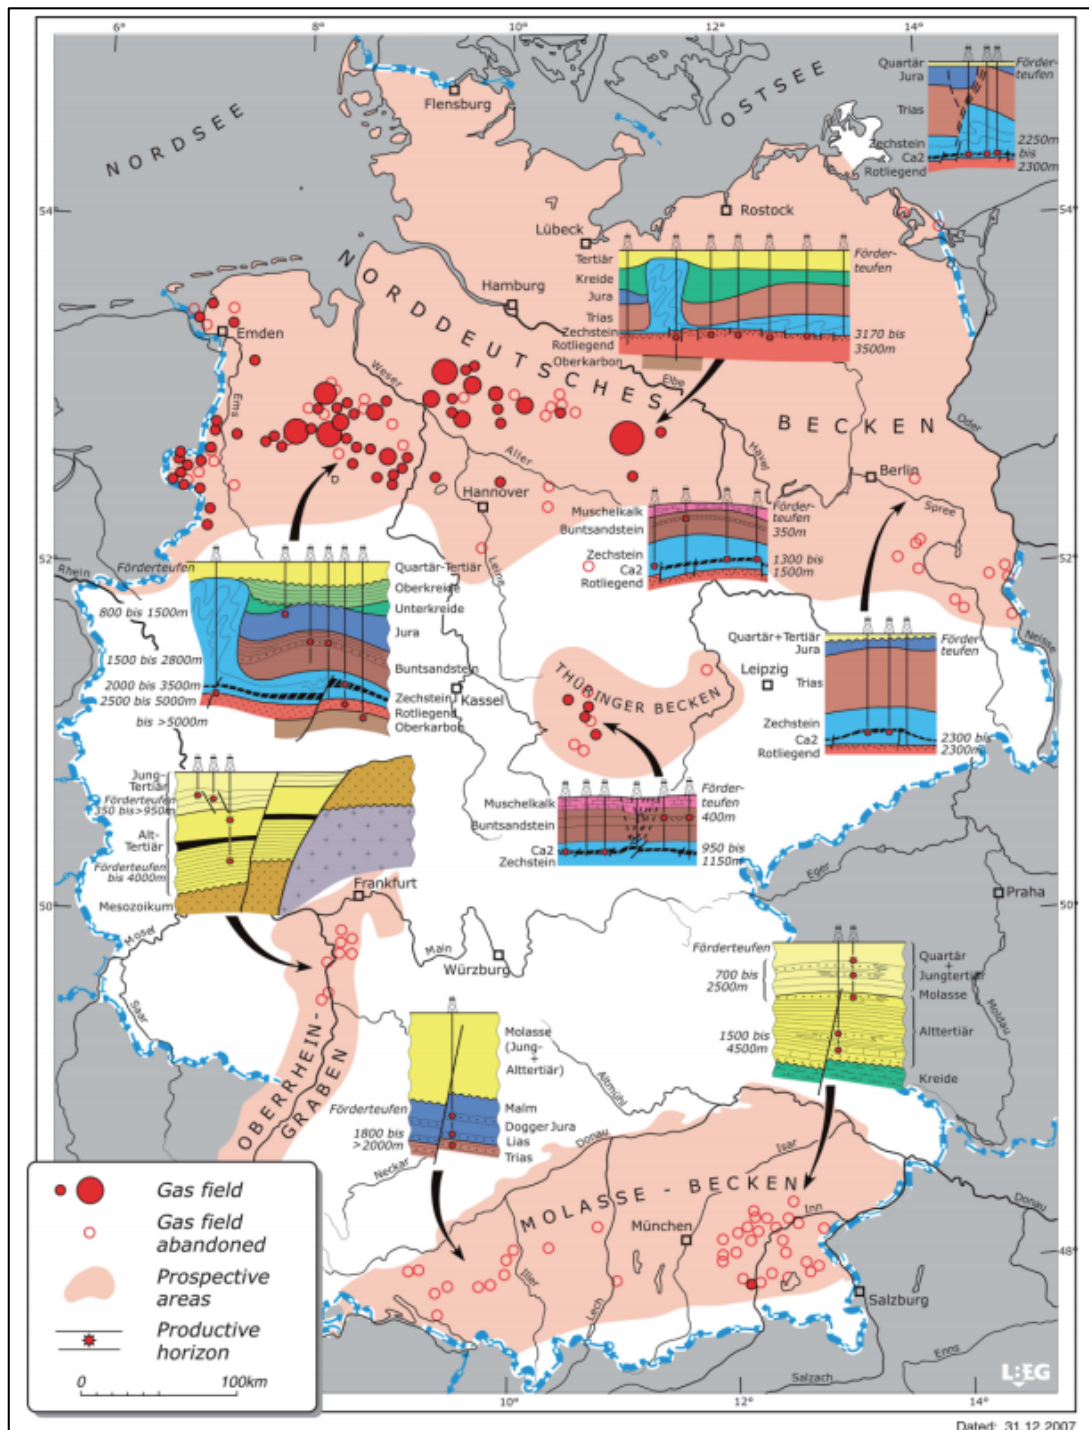 6°
8°
10°
12°
14°
NORDSEE
OSTSEE
Flensburg
Quartär
Jura
Trias
Zechstein
Ca2
Rotliegend
Förder-
teufen
2250m
bis
2300m
54°
54°
Rostock
Lübeck
Hamburg
Emden
NORDDEUTSCHES
BECKEN
Tertiär
Kreide
Jura
Trias
Zechstein
Rotliegend
Oberkarbon
Förder-
teufen
3170 bis
3500m
Weser
Ems
Elbe
Aller
Havel
Oder
Berlin
Spree
Hannover
Leine
Muschelkalk
Buntsandstein
Zechstein
Ca2
Rotliegend
Förder-
teufen
350m
1300 bis
1500m
52°
52°
Rhein
Neisse
Förderteufen
800 bis 1500m
1500 bis 2800m
2000 bis 3500m
2500 bis 5000m
bis >5000m
Quartär-Tertiär
Oberkreide
Unterkreide
Jura
Buntsandstein
Zechstein
Rotliegend
Oberkarbon
Kassel
THÜRINGER BECKEN
Leipzig
Quartär+Tertiär
Jura
Trias
Zechstein
Ca2
Rotliegend
Förder-
teufen
2300 bis
2300m
Jung-
Tertiär
Förderteufen
350 bis>950m
Alt-
Tertiär
Förderteufen
bis 4000m
Mesozoikum
Muschelkalk
Buntsandstein
Ca2
Zechstein
Förder-
teufen
400m
950 bis
1150m
Frankfurt
Eger
Praha
50°
50°
Mosel
Main
Würzburg
Saar
Moldau
Förderteufen
700 bis
2500m
1500 bis
4500m
Quartär
+
Jungtertiär
Molasse
Alttertiär
Kreide
OBERRHEIN-
GRABEN
Molasse
(Jung-
+
Alttertiär)
Förderteufen
1800 bis
>2000m
Malm
Dogger Jura
Lias
Trias
Neckar
Altmühl
Donau
Isar
Donau
MOLASSE-BECKEN
München
Inn
Iller
Lech
48°
Salzburg
Enns
Salzach
Gas field
Gas field
abandoned
Prospective
areas
Productive
horizon
0 100km
LBEG
10°
12°
14°
Dated: 31.12.2007